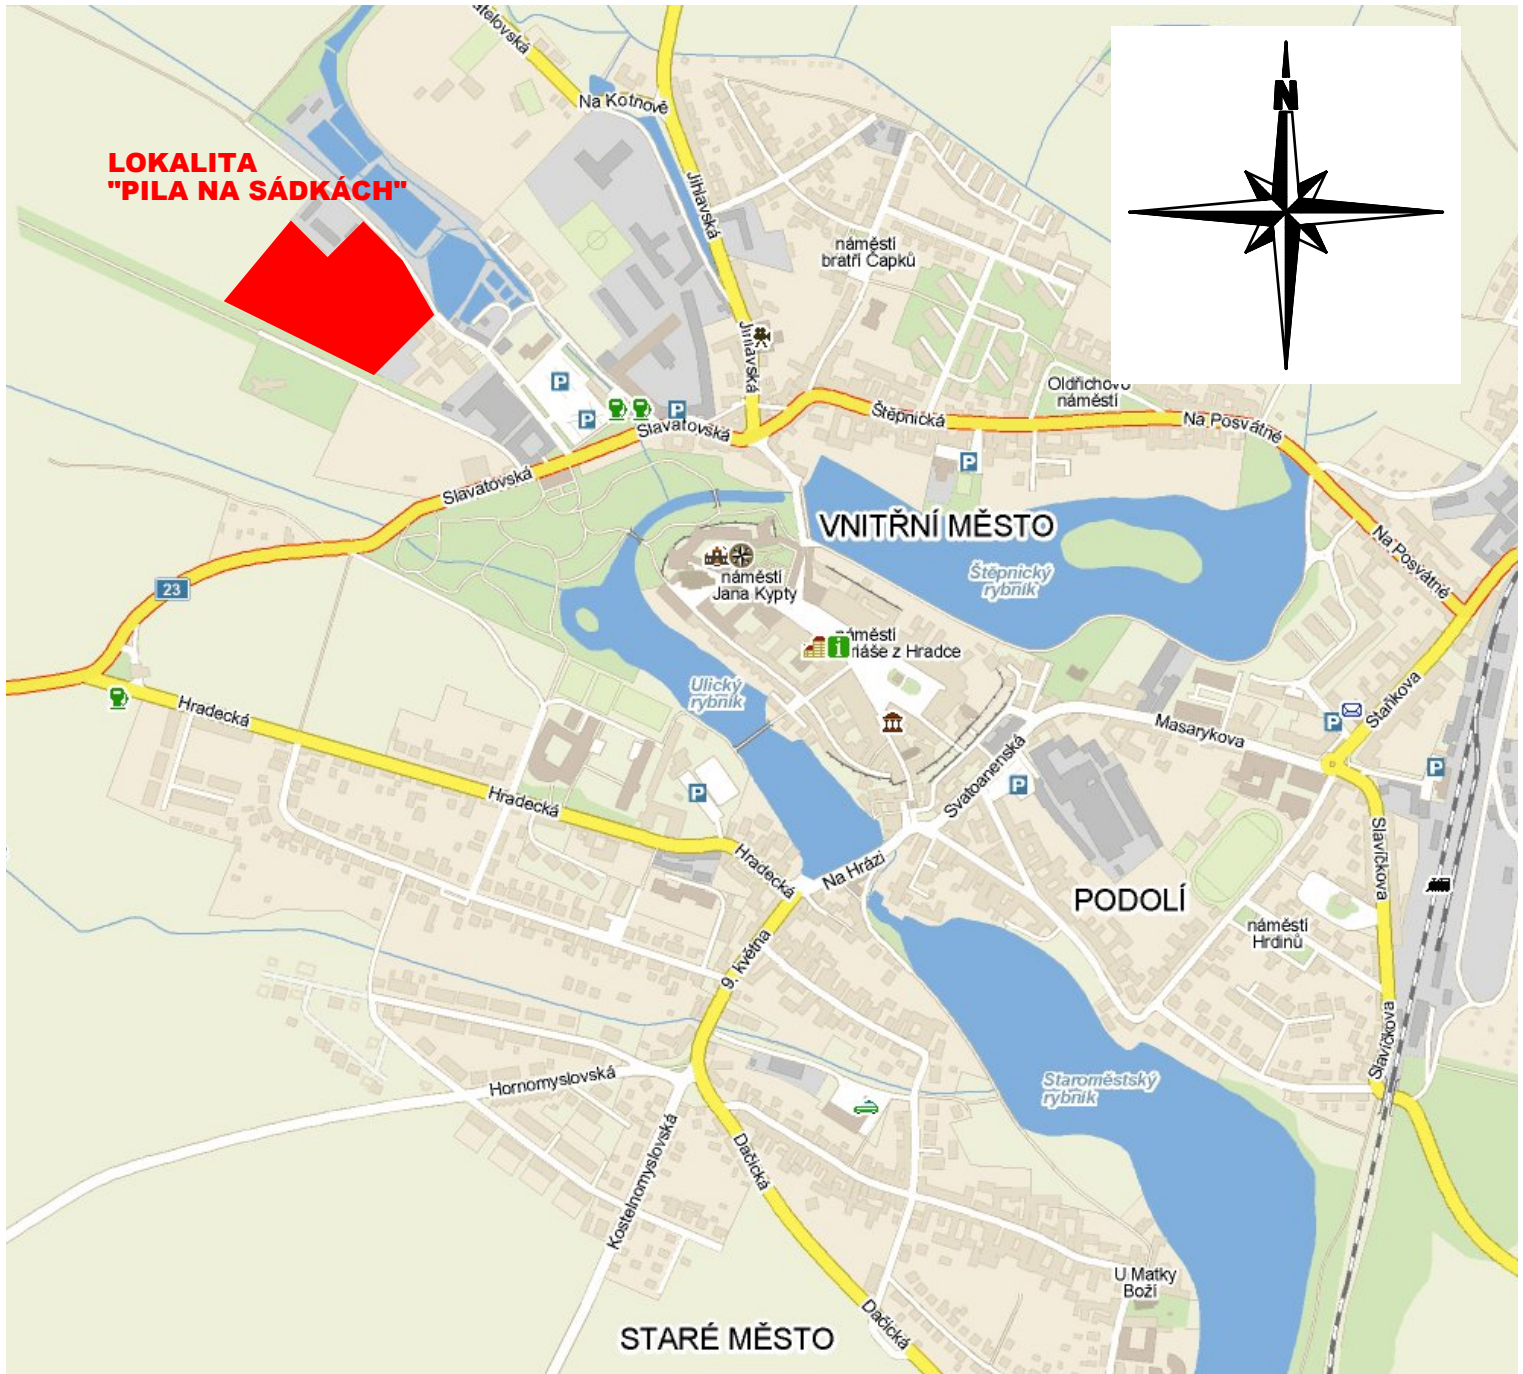 Na Kotnově
N
LOKALITA
"PILA NA SÁDKÁCH"
Jihlavská
náměstí
bratří Čapků
Jihlavská
Oldřichovo
náměstí
P
P
P
Slavatovská
Štěpnická
Na Posvátné
P
Slavatovská
VNITŘNÍ MĚSTO
Na Posvátné
23
náměstí
Jana Kypty
Štěpnický
rybník
náměstí
riáše z Hradce
i
Ulický
rybník
Hradecká
Masarykova
P
Staňkova
Svatoanenská
P
P
P
Hradecká
Slavíčkova
Hradecká
Na Hrázi
PODOLÍ
náměstí
Hrdinů
9. května
Slavíčkova
Hornomyslovská
Staroměstský
rybník
Kostelnomyslovská
Dačická
U Matky
Boží
Dačická
STARÉ MĚSTO